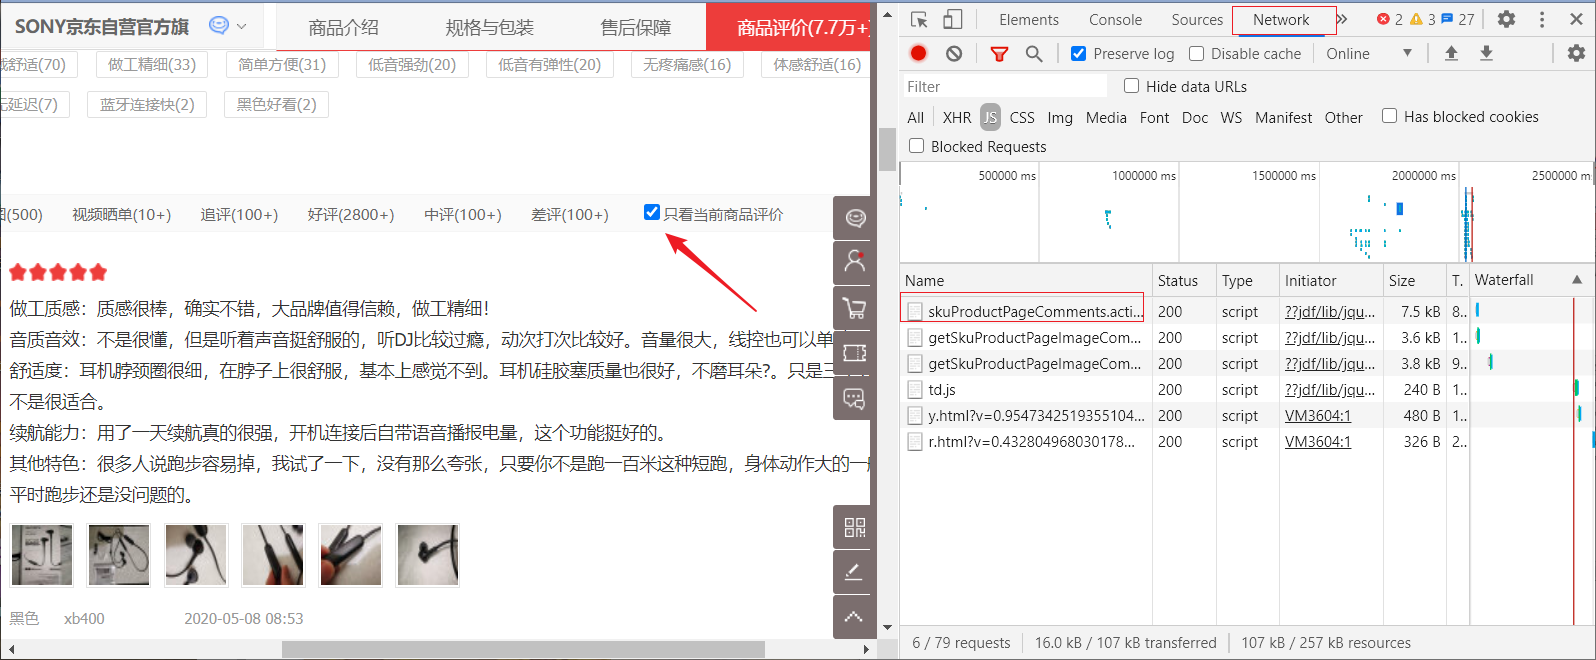 SONY京东自营官方旗
商品介绍
规格与包装
售后保障
商品评价(7.7万+)
舒适(70)
做工精细(33)
简单方便(31)
低音强劲(20)
低音有弹性(20)
无疼痛感(16)
体感舒适(16)
无延迟(7)
蓝牙连接快(2)
黑色好看(2)
(500)
视频晒单(10+)
追评(100+)
好评(2800+)
中评(100+)
差评(100+)
只看当前商品评价
做工质感：质感很棒，确实不错，大品牌值得信赖，做工精细！
音质音效：不是很懂，但是听着声音挺舒服的，听DJ比较过瘾，动次打次比较好。音量很大，线控也可以单
舒适度：耳机脖颈圈很细，在脖子上很舒服，基本上感觉不到。耳机硅胶塞质量也很好，不磨耳朵?。只是三
不是很适合。
续航能力：用了一天续航真的很强，开机连接后自带语音播报电量，这个功能挺好的。
其他特色：很多人说跑步容易掉，我试了一下，没有那么夸张，只要你不是跑一百米这种短跑，身体动作大的一般
平时跑步还是没问题的。
黑色 xb400 2020-05-08 08:53
Elements Console Sources Network » 2 3 27
Preserve log Disable cache Online
Filter Hide data URLs
All XHR JS CSS Img Media Font Doc WS Manifest Other Has blocked cookies
Blocked Requests
500000 ms 1000000 ms 1500000 ms 2000000 ms 2500000 m
Name Status Type Initiator Size T. Waterfall
skuProductPageComments.acti... 200 script ??jdf/lib/jqu... 7.5 kB 8..
getSkuProductPageImageCom... 200 script ??jdf/lib/jqu... 3.6 kB 1..
getSkuProductPageImageCom... 200 script ??jdf/lib/jqu... 3.8 kB 9..
td.js 200 script ??jdf/lib/jqu... 240 B 1..
y.html?v=0.9547342519355104... 200 script VM3604:1 480 B 1..
r.html?v=0.432804968030178... 200 script VM3604:1 326 B 2..
6 / 79 requests 16.0 kB / 107 kB transferred 107 kB / 257 kB resources